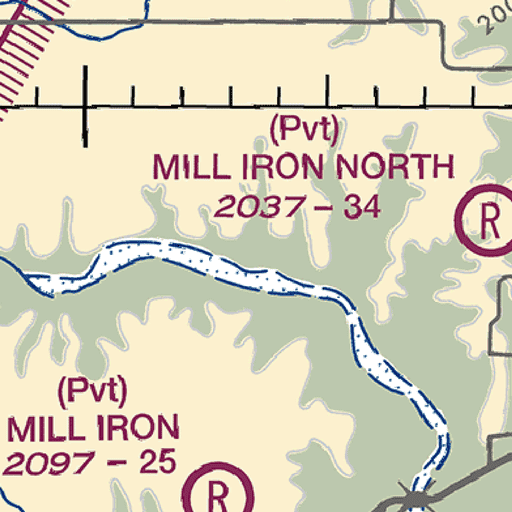 (Pvt)
MILL IRON NORTH
2037 – 34
R
(Pvt)
MILL IRON
2097 – 25
R